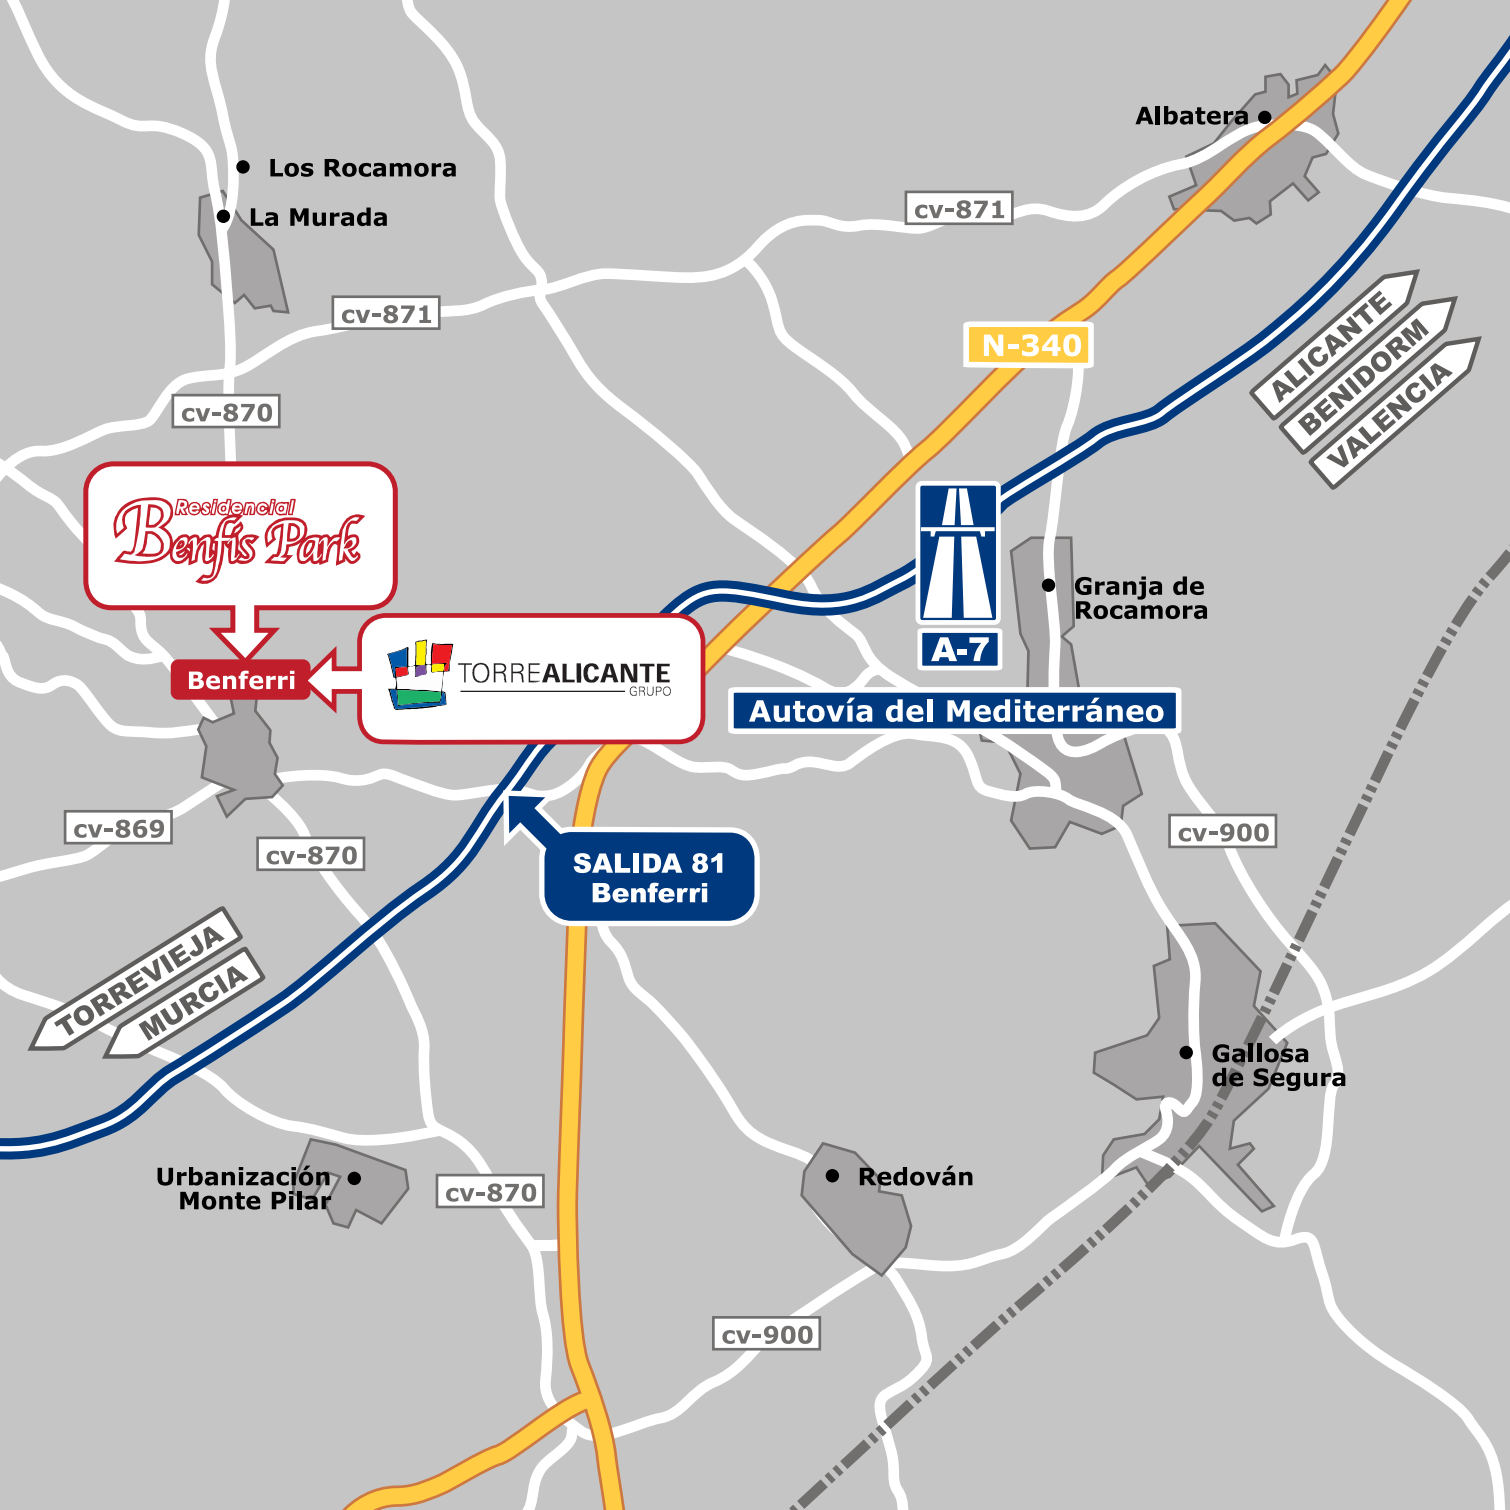 Albatera
Los Rocamora
La Murada
cv-871
cv-871
N-340
ALICANTE
BENIDORM
VALENCIA
cv-870
Residencial
Benfis Park
Granja de
Rocamora
A-7
Benferri
TORREALICANTE
GRUPO
Autovía del Mediterráneo
cv-869
cv-870
cv-900
SALIDA 81
Benferri
TORREVIEJA
MURCIA
Gallosa
de Segura
Urbanización
Monte Pilar
cv-870
Redován
cv-900